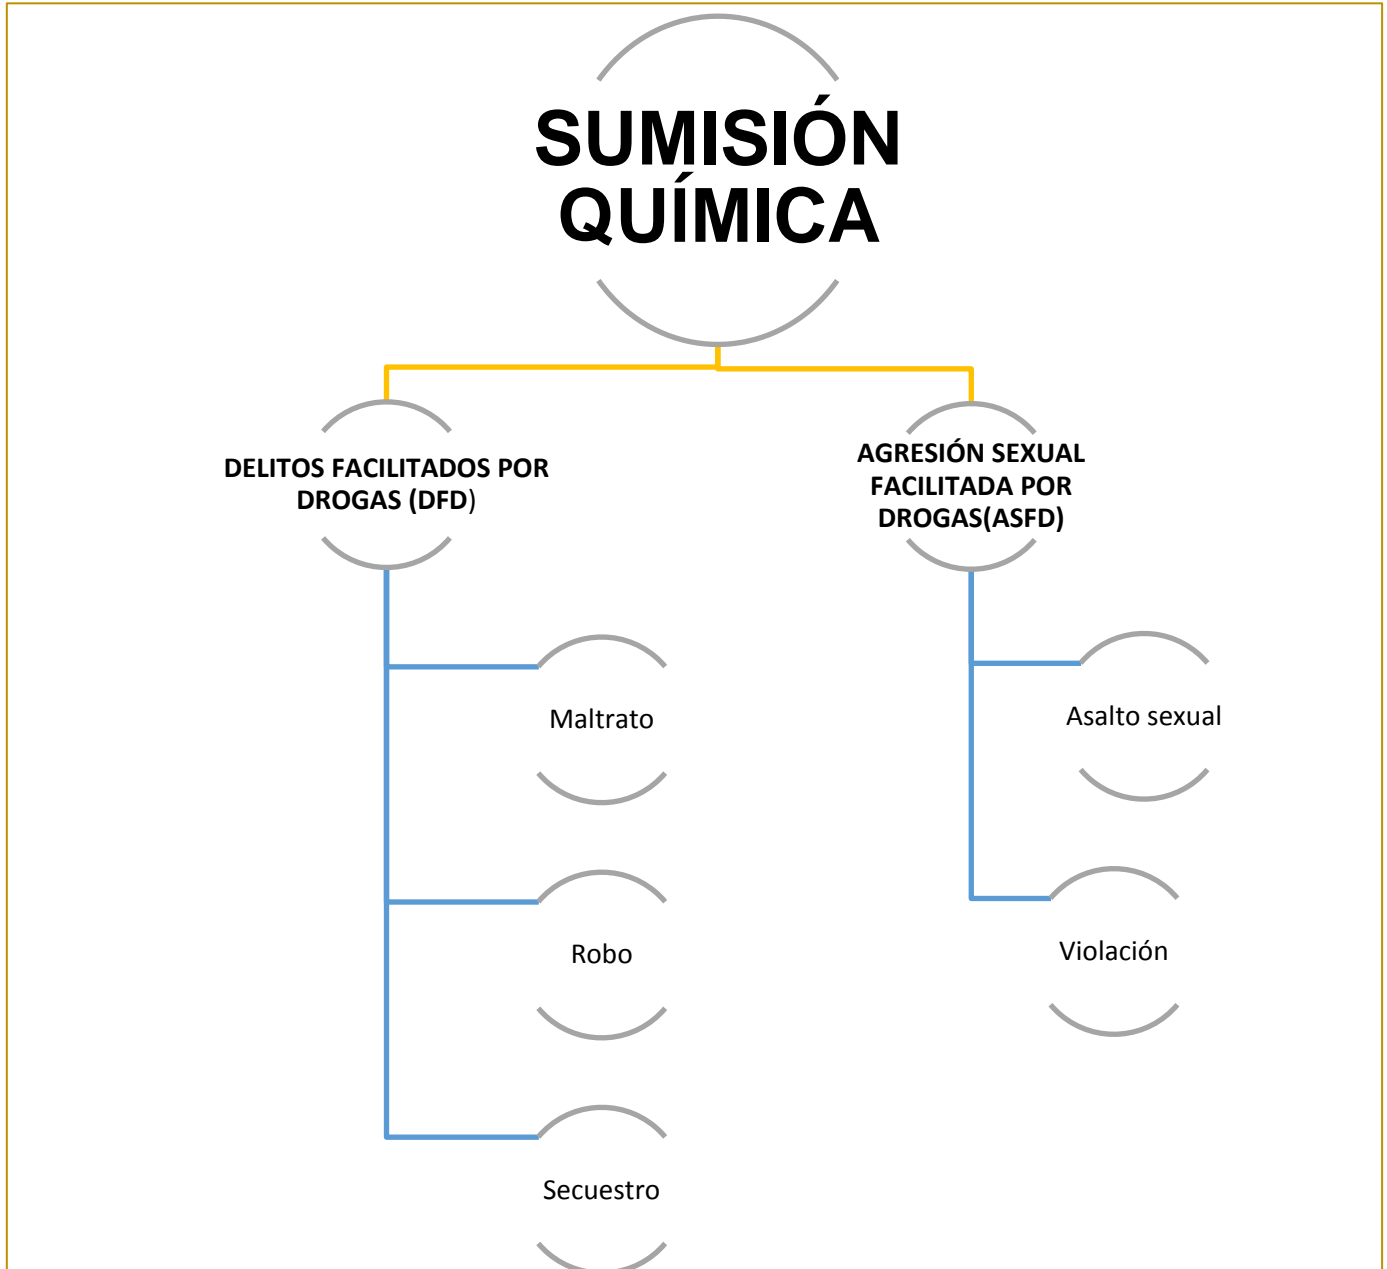 SUMISIÓN
QUÍMICA
DELITOS FACILITADOS POR
DROGAS (DFD)
AGRESIÓN SEXUAL
FACILITADA POR
DROGAS(ASFD)
Maltrato
Asalto sexual
Robo
Violación
Secuestro